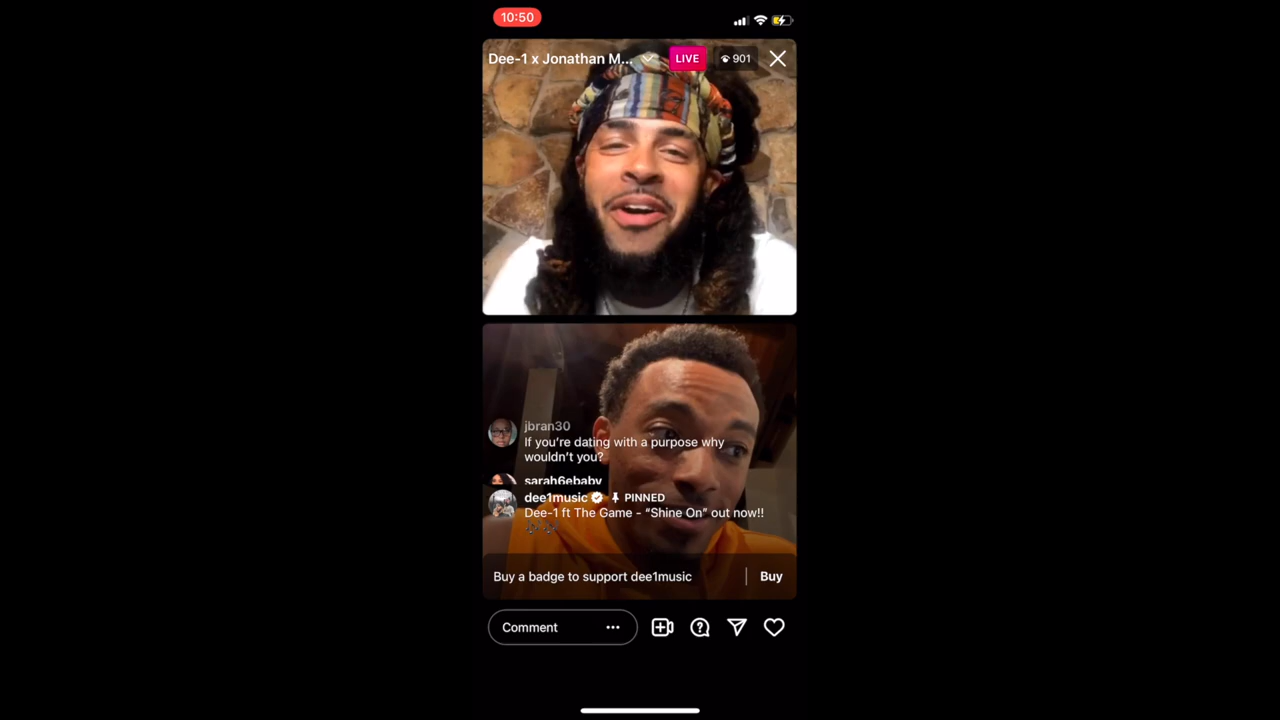 10:50
Dee-1 x Jonathan M...
LIVE
901
jbran30
If you're dating with a purpose why
wouldn't you?
sarah6ebaby
dee1music PINNED
Dee-1 ft The Game - “Shine On” out now!!
Buy a badge to support dee1music
Buy
Comment